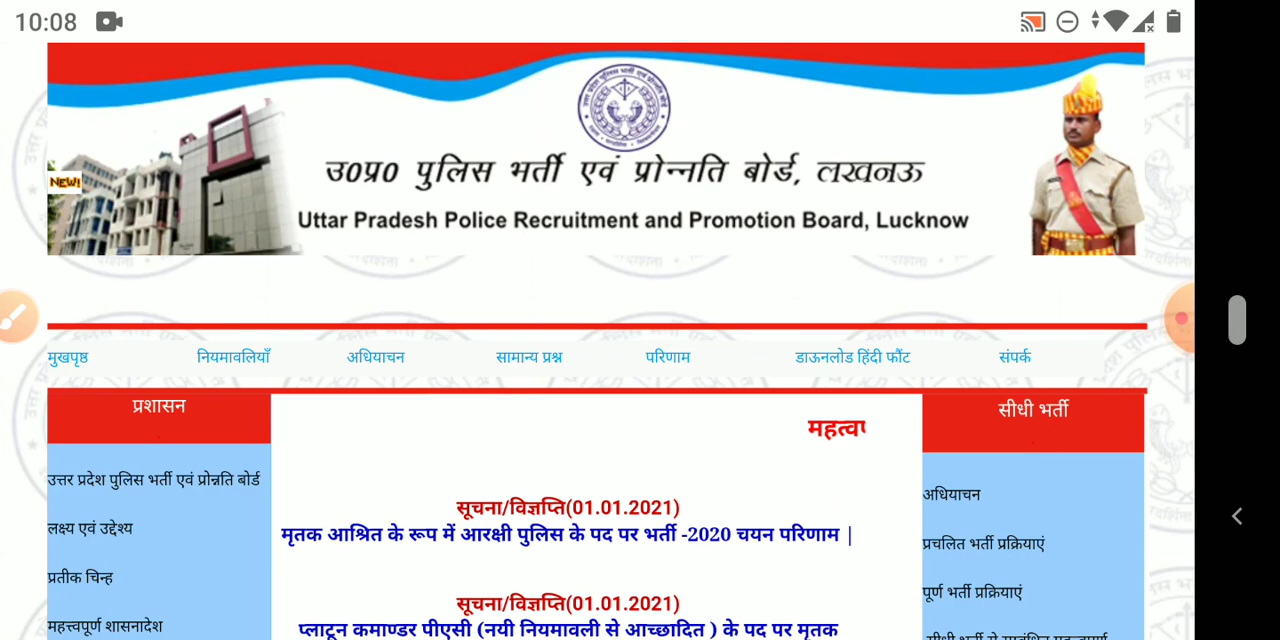 10:08
उ0प्र0 पुलिस भर्ती एवं प्रोन्नति बोर्ड, लखनऊ
NEW!
Uttar Pradesh Police Recruitment and Promotion Board, Lucknow
मुखपृष्ठ नियमावलियाँ अधियाचन सामान्य प्रश्न परिणाम डाऊनलोड हिंदी फौंट संपर्क
प्रशासन
सीधी भर्ती
उत्तर प्रदेश पुलिस भर्ती एवं प्रोन्नति बोर्ड
लक्ष्य एवं उद्देश्य
प्रतीक चिन्ह
महत्त्वपूर्ण शासनादेश
सूचना/विज्ञप्ति(01.01.2021)
मृतक आश्रित के रूप में आरक्षी पुलिस के पद पर भर्ती -2020 चयन परिणाम |
सूचना/विज्ञप्ति(01.01.2021)
प्लाटून कमाण्डर पीएसी (नयी नियमावली से आच्छादित ) के पद पर मृतक
अधियाचन
प्रचलित भर्ती प्रक्रियाएं
पूर्ण भर्ती प्रक्रियाएं